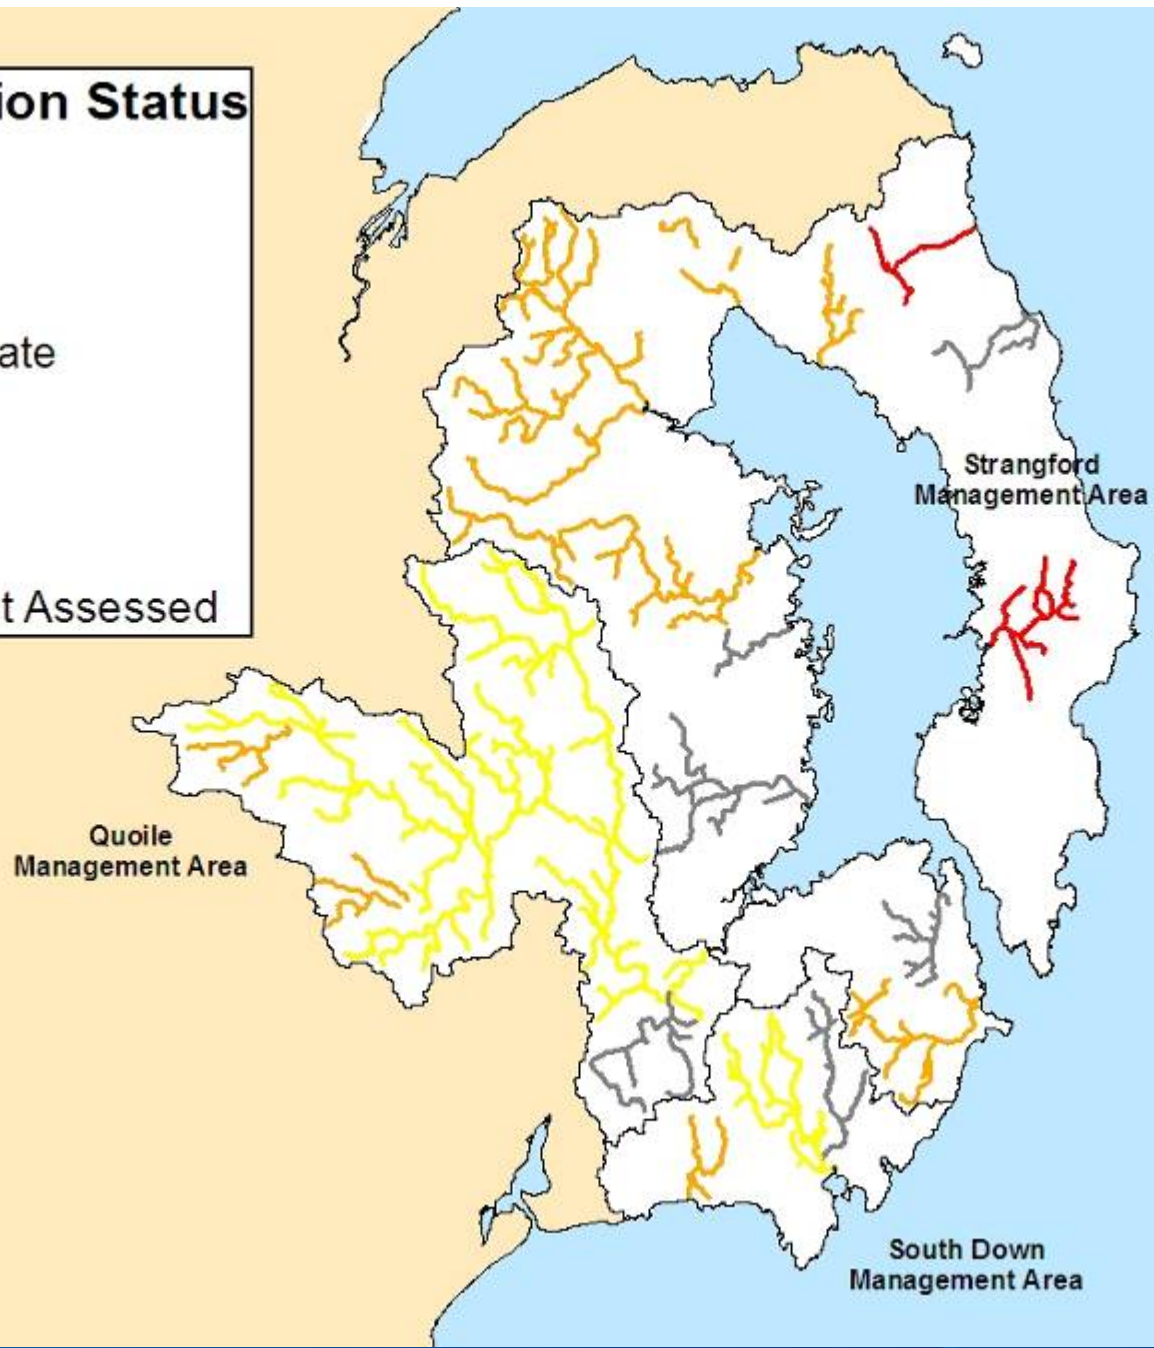 ion Status
ate
t Assessed
Strangford
Management Area
Quoile
Management Area
South Down
Management Area